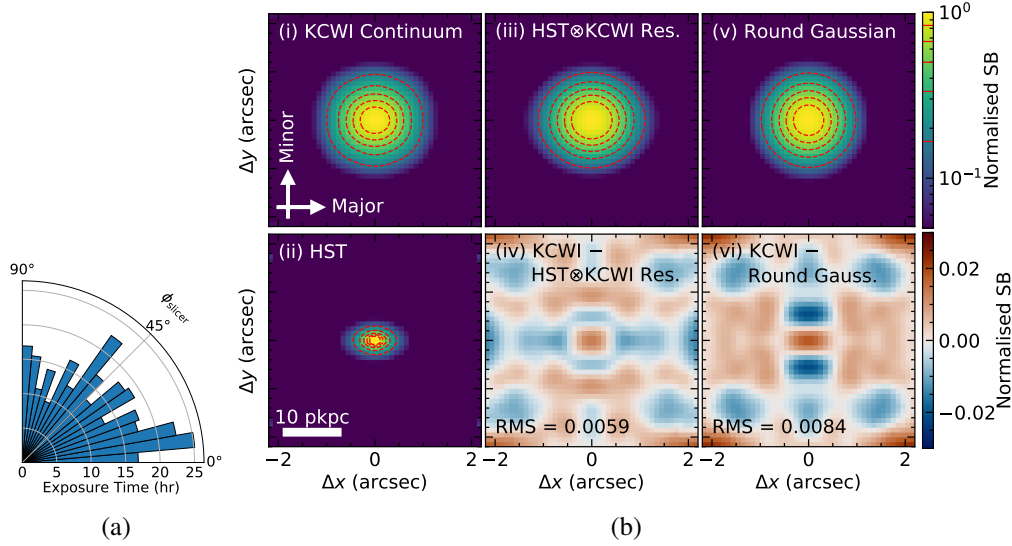 (i) KCWI Continuum
(iii) HST⊗KCWI Res.
(v) Round Gaussian
10⁰
10⁻¹
Normalised SB
Δy (arcsec)
Minor
Major
(ii) HST
(iv) KCWI −
HST⊗KCWI Res.
(vi) KCWI −
Round Gauss.
10 pkpc
RMS = 0.0059
RMS = 0.0084
0.02
0.00
−0.02
Normalised SB
Δy (arcsec)
−2 0 2
−2 0 2
−2 0 2
Δx (arcsec)
Δx (arcsec)
Δx (arcsec)
90°
ϕslicer
45°
0°
0 5 10 15 20 25
Exposure Time (hr)
(a)
(b)